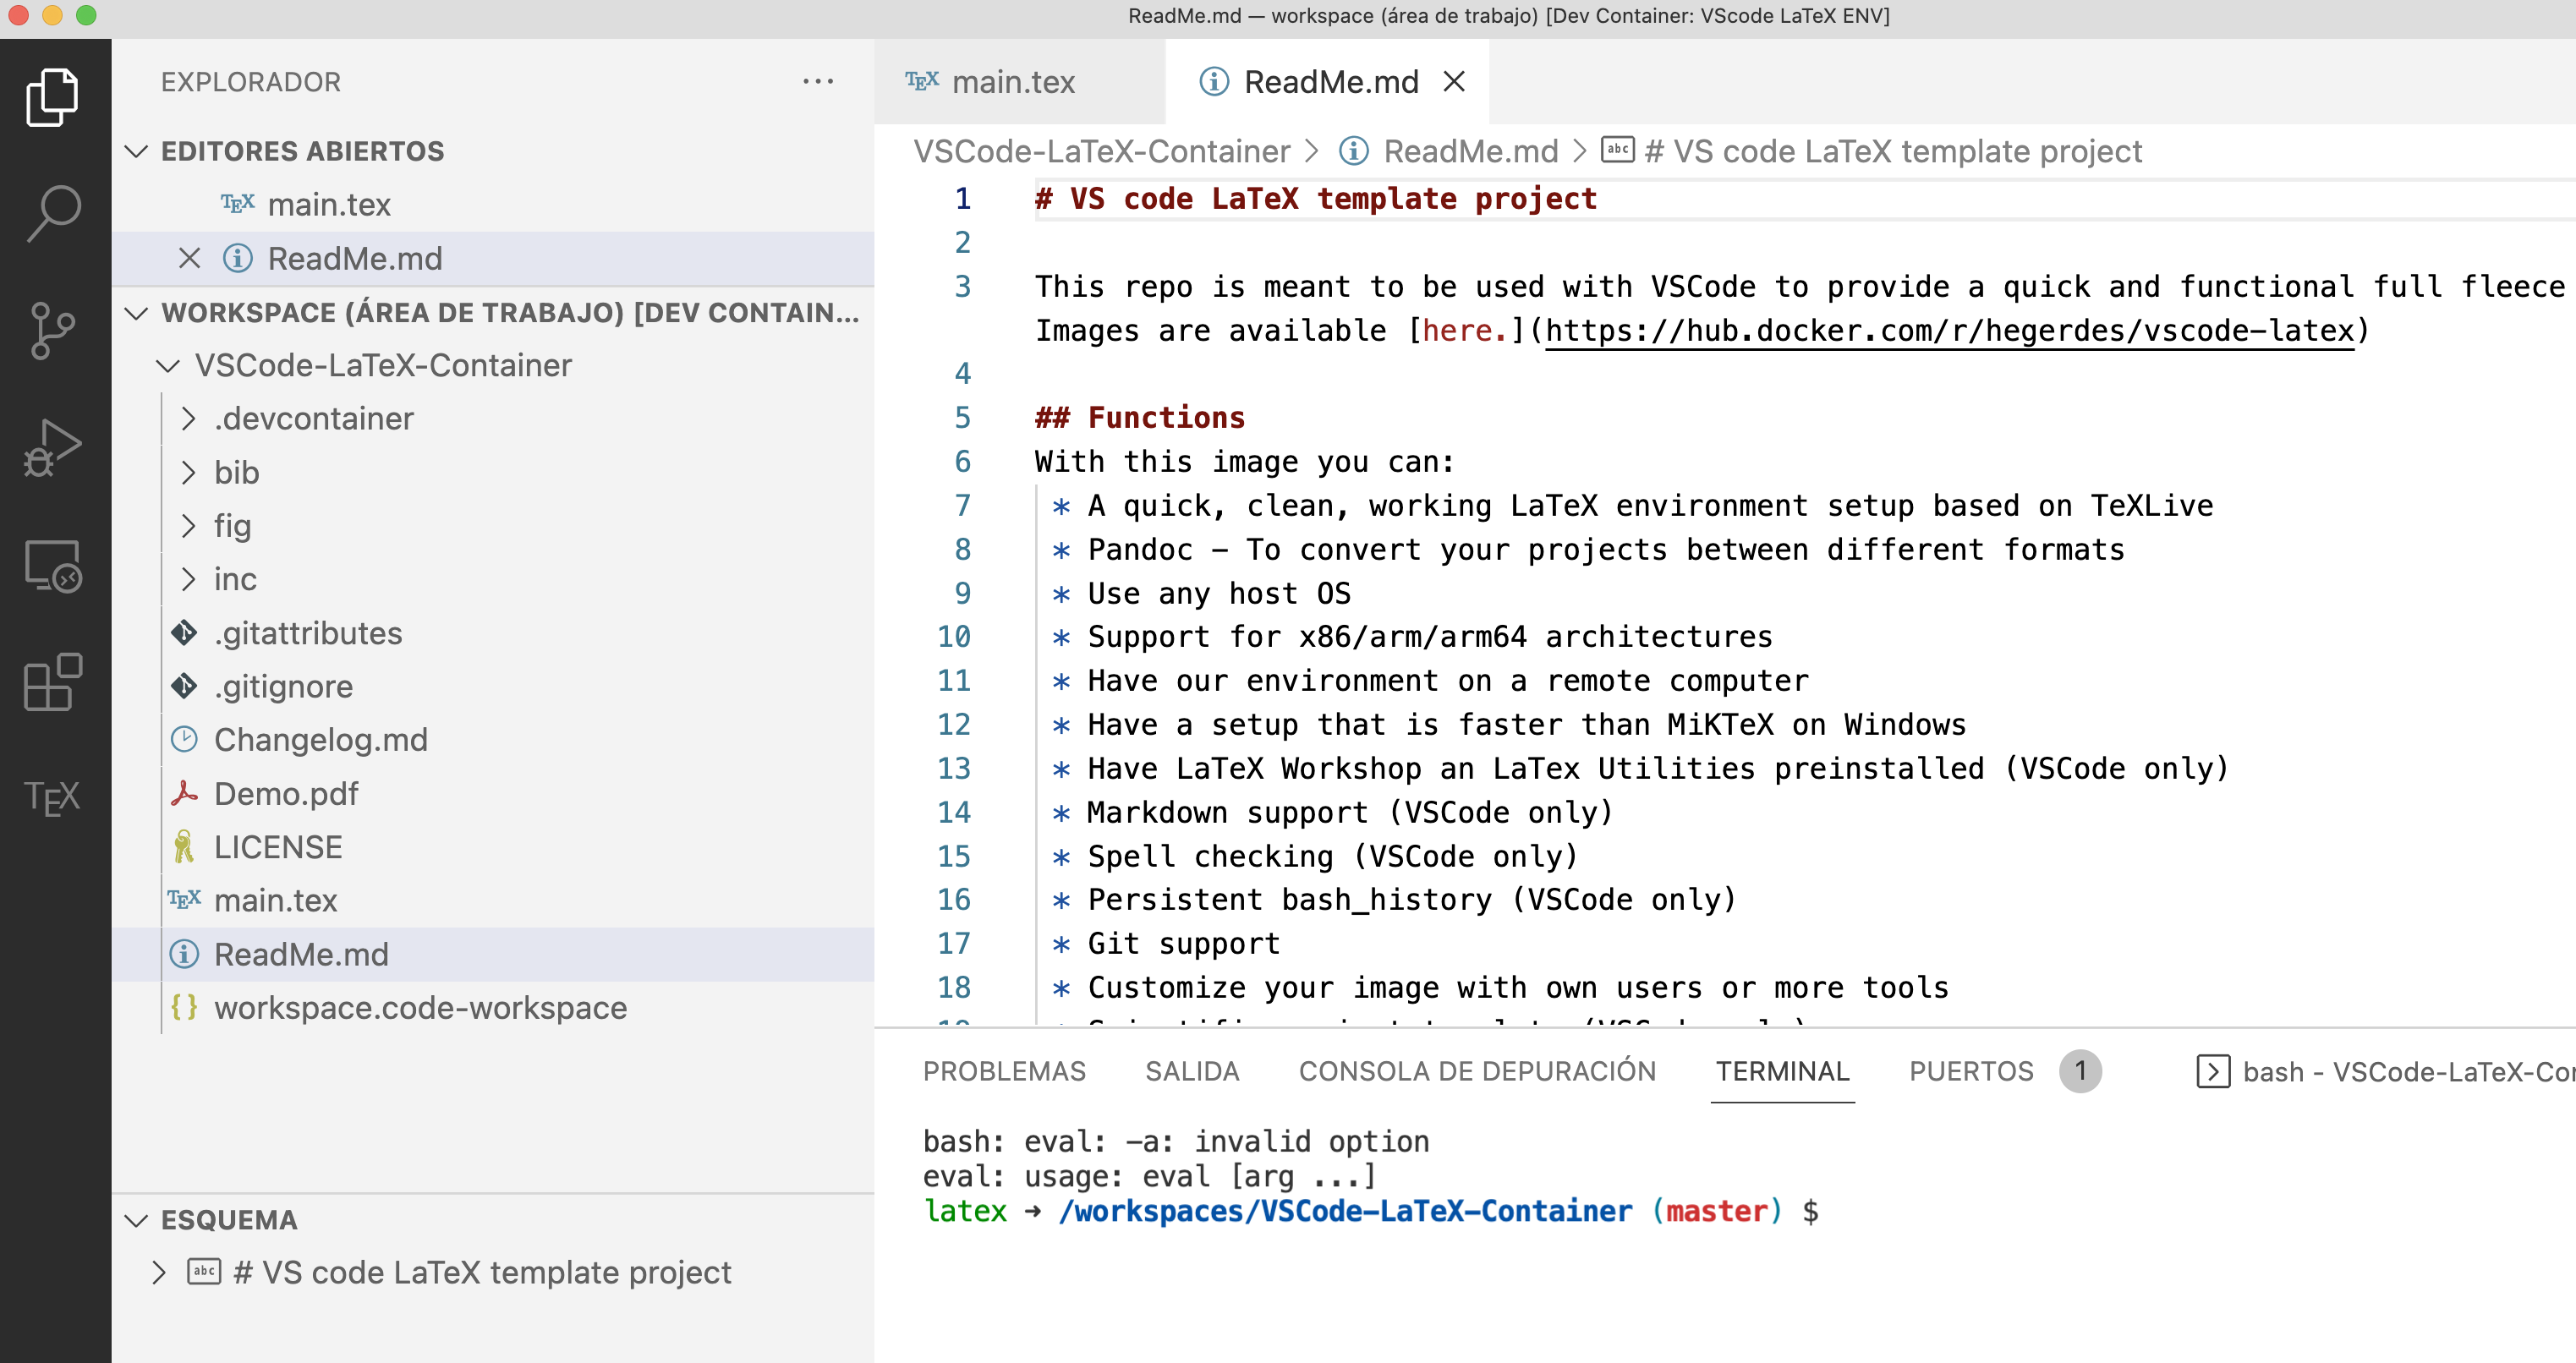 ReadMe.md — workspace (área de trabajo) [Dev Container: VScode LaTeX ENV]
EXPLORADOR
EDITORES ABIERTOS
TEX main.tex
ReadMe.md
WORKSPACE (ÁREA DE TRABAJO) [DEV CONTAIN...
VSCode-LaTeX-Container
.devcontainer
bib
fig
inc
.gitattributes
.gitignore
Changelog.md
Demo.pdf
LICENSE
TEX main.tex
ReadMe.md
{} workspace.code-workspace
ESQUEMA
abc # VS code LaTeX template project
TEX
TEX main.tex
ReadMe.md
VSCode-LaTeX-Container > ReadMe.md > abc # VS code LaTeX template project
1 # VS code LaTeX template project
2
3 This repo is meant to be used with VSCode to provide a quick and functional full fleece
Images are available [here.](https://hub.docker.com/r/hegerdes/vscode-latex)
4
5 ## Functions
6 With this image you can:
7 * A quick, clean, working LaTeX environment setup based on TeXLive
8 * Pandoc – To convert your projects between different formats
9 * Use any host OS
10 * Support for x86/arm/arm64 architectures
11 * Have our environment on a remote computer
12 * Have a setup that is faster than MiKTeX on Windows
13 * Have LaTeX Workshop an LaTex Utilities preinstalled (VSCode only)
14 * Markdown support (VSCode only)
15 * Spell checking (VSCode only)
16 * Persistent bash_history (VSCode only)
17 * Git support
18 * Customize your image with own users or more tools
PROBLEMAS SALIDA CONSOLA DE DEPURACIÓN TERMINAL PUERTOS 1 bash - VSCode-LaTeX-Cor
bash: eval: –a: invalid option
eval: usage: eval [arg ...]
latex ➜ /workspaces/VSCode-LaTeX-Container (master) $